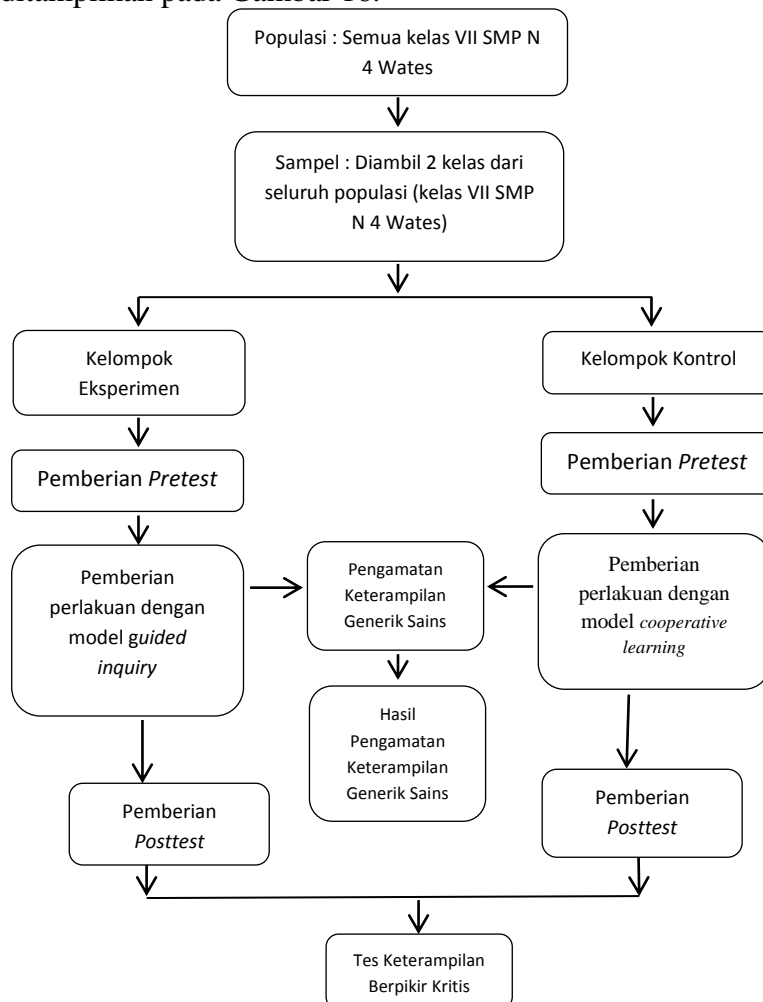 ditampilkan pada Gambar 18.
Populasi : Semua kelas VII SMP N
4 Wates
Sampel : Diambil 2 kelas dari
seluruh populasi (kelas VII SMP
N 4 Wates)
Kelompok
Eksperimen
Kelompok Kontrol
Pemberian Pretest
Pemberian Pretest
Pemberian
perlakuan dengan
model guided
inquiry
Pengamatan
Keterampilan
Generik Sains
Pemberian
perlakuan dengan
model cooperative
learning
Hasil
Pengamatan
Keterampilan
Generik Sains
Pemberian
Posttest
Pemberian
Posttest
Tes Keterampilan
Berpikir Kritis